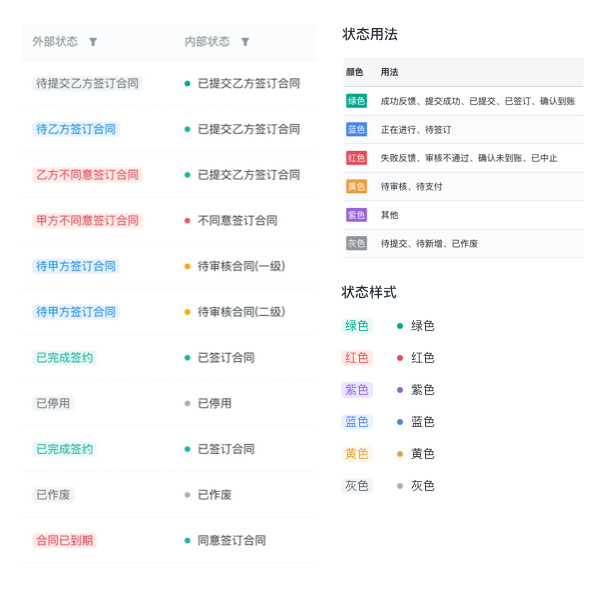 外部状态 内部状态
待提交乙方签订合同 已提交乙方签订合同
待乙方签订合同 已提交乙方签订合同
乙方不同意签订合同 已提交乙方签订合同
甲方不同意签订合同 不同意签订合同
待甲方签订合同 待审核合同(一级)
待甲方签订合同 待审核合同(二级)
已完成签约 已签订合同
已停用 已停用
已完成签约 已签订合同
已作废 已作废
合同已到期 同意签订合同
状态用法
颜色 用法
绿色 成功反馈、提交成功、已提交、已签订、确认到账
蓝色 正在进行、待签订
红色 失败反馈、审核不通过、确认未到账、已中止
黄色 待审核、待支付
紫色 其他
灰色 待提交、待新增、已作废
状态样式
绿色 绿色
红色 红色
紫色 紫色
蓝色 蓝色
黄色 黄色
灰色 灰色